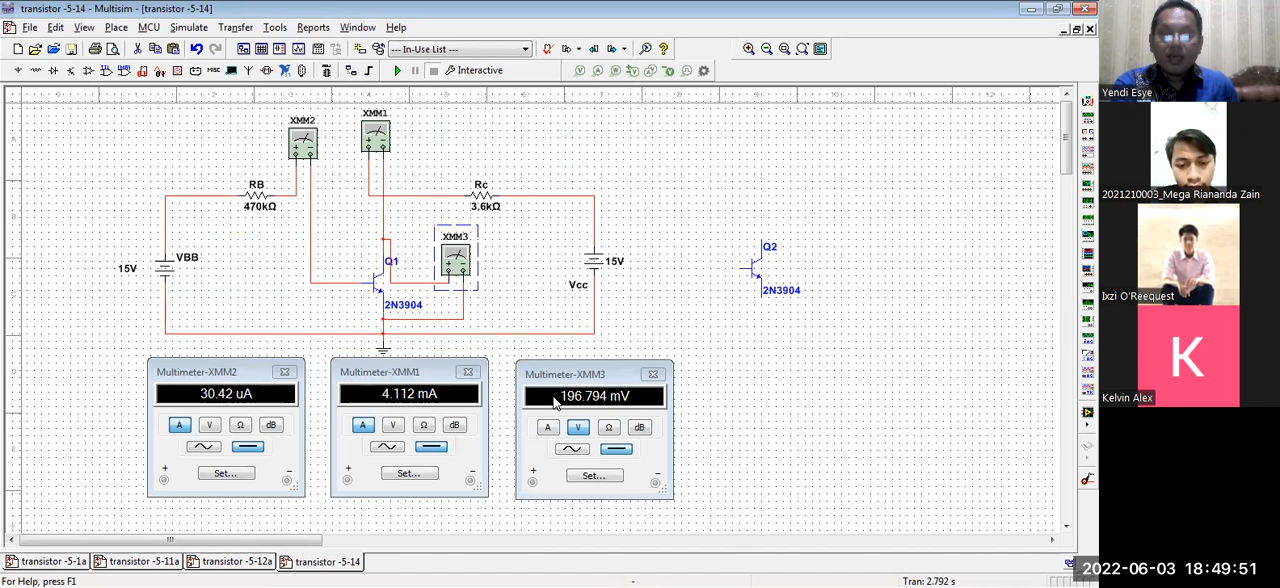 transistor -5-14 - Multisim - [transistor -5-14]
File Edit View Place MCU Simulate Transfer Tools Reports Options Window Help
--- In-Use List ---
Interactive
XMM2
XMM1
RB
470kΩ
Rc
3.6kΩ
XMM3
Q1
2N3904
15V
VBB
15V
Vcc
Q2
2N3904
Multimeter-XMM2
30.42 uA
A V Ω dB
+ Set... -
Multimeter-XMM1
4.112 mA
A V Ω dB
+ Set... -
Multimeter-XMM3
196.794 mV
A V Ω dB
+ Set... -
transistor -5-1a transistor -5-11a transistor -5-12a transistor -5-14
For Help, press F1
-
Tran: 2.792 s
Yendi Esye
2021210003_Mega Riananda Zain
Ixzi O'Reequest
K
Kelvin Alex
2022-06-03 18:49:51